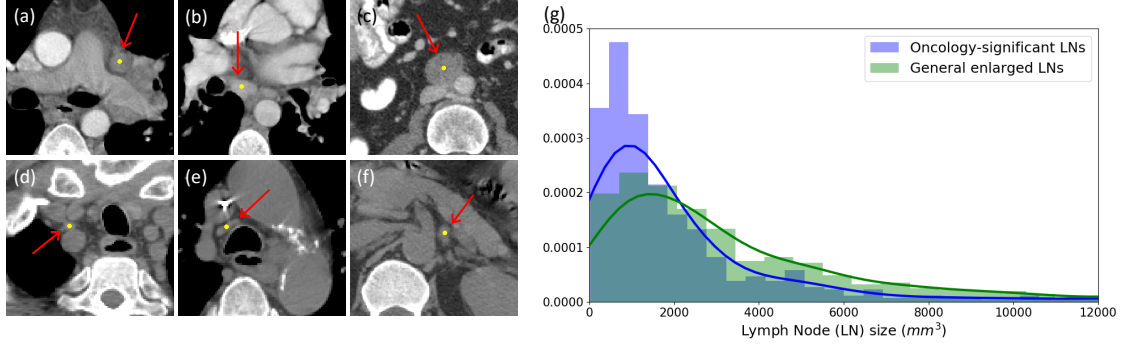 (a)
(b)
(c)
(d)
(e)
(f)
(g)
0.0005
0.0004
0.0003
0.0002
0.0001
0.0000
Oncology-significant LNs
General enlarged LNs
0 2000 4000 6000 8000 10000 12000
Lymph Node (LN) size (mm³)